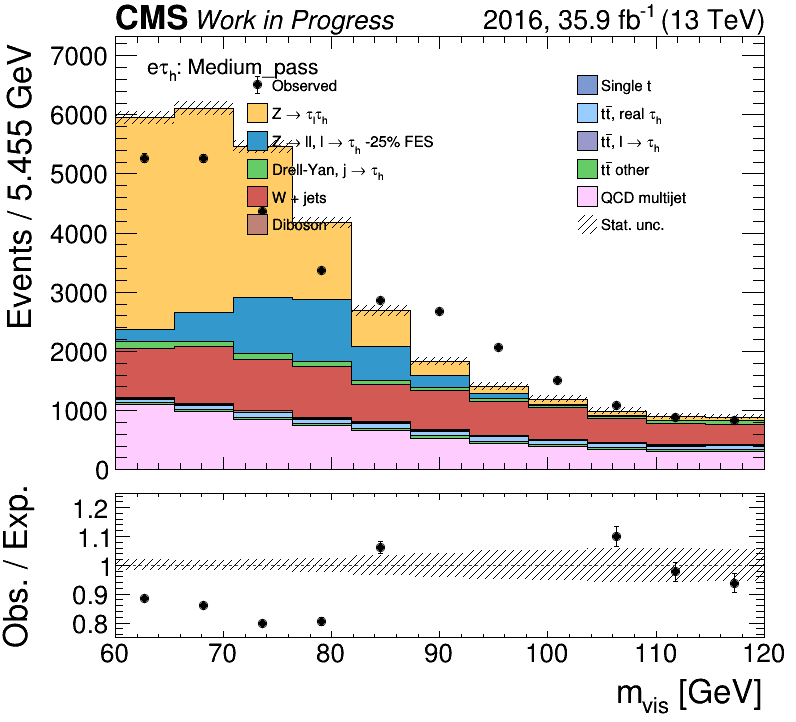 CMS Work in Progress 2016, 35.9 fb⁻¹ (13 TeV)
Events / 5.455 GeV
7000
6000
5000
4000
3000
2000
1000
0
eτₕ: Medium_pass
Observed
Z → τₗτₕ
Z → ll, l → τₕ -25% FES
Drell-Yan, j → τₕ
W + jets
Diboson
Single t
tt̄, real τₕ
tt̄, l → τₕ
tt̄ other
QCD multijet
Stat. unc.
Obs. / Exp.
1.2
1.1
1
0.9
0.8
60 70 80 90 100 110 120
m_vis [GeV]